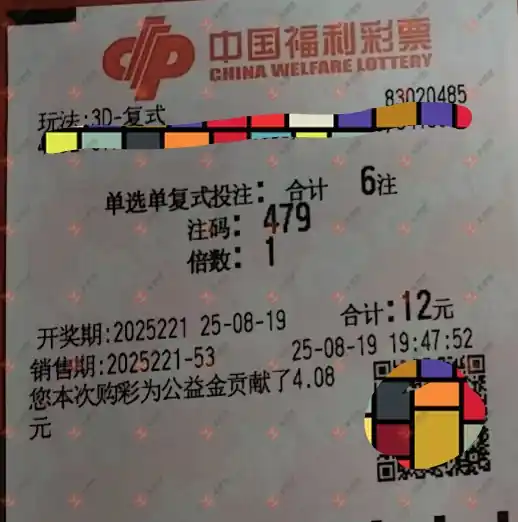 中国福利彩票
CHINA WELFARE LOTTERY
83020485
玩法:3D-复式
单选单复式投注: 合计 6注
注码: 479
倍数: 1
开奖期:2025221 25-08-19 合计:12元
销售期:2025221-53 25-08-19 19:47:52
您本次购彩为公益金贡献了4.08
元